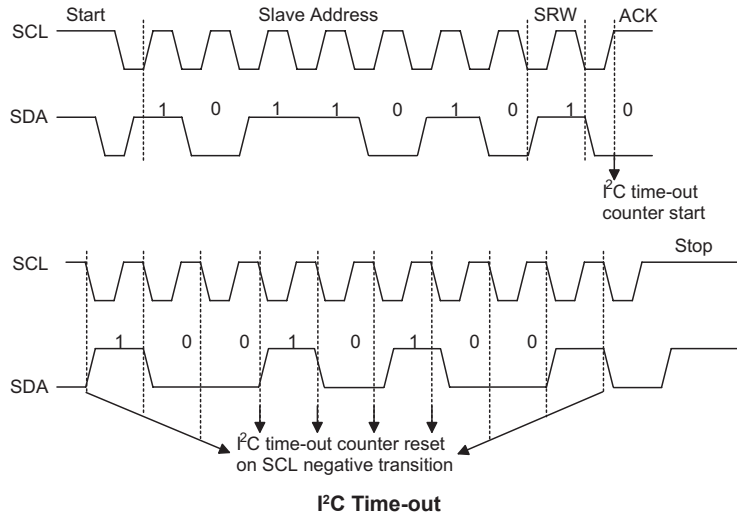 Start Slave Address SRW ACK
SCL
1 0 1 1 0 1 0 1 0
SDA
I²C time-out
counter start
Stop
SCL
1 0 0 1 0 1 0 0
SDA
I²C time-out counter reset
on SCL negative transition
I²C Time-out